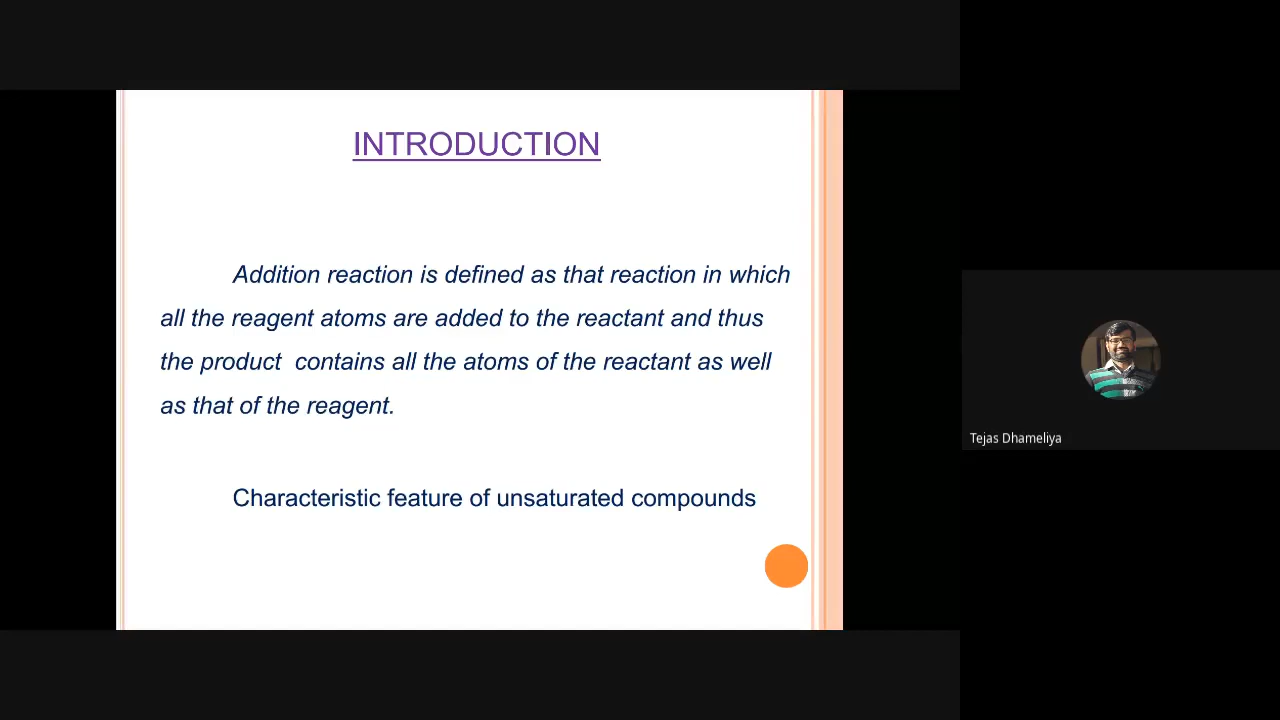 INTRODUCTION
Addition reaction is defined as that reaction in which
all the reagent atoms are added to the reactant and thus
the product  contains all the atoms of the reactant as well
as that of the reagent.
Characteristic feature of unsaturated compounds
Tejas Dhameliya